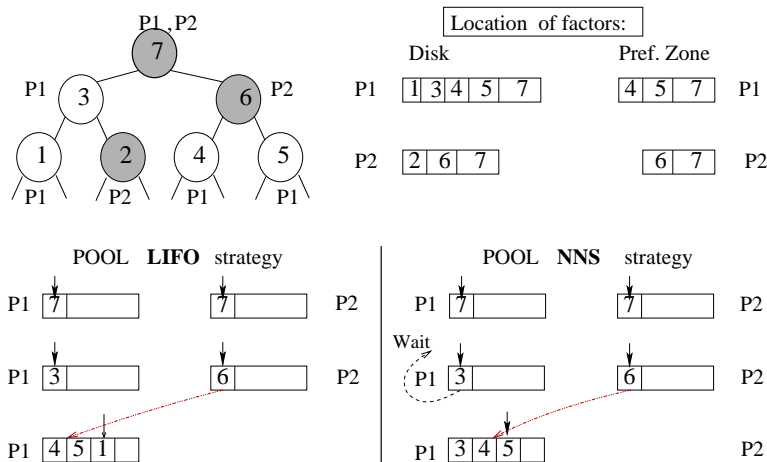 P1 , P2
Location of factors:
7
Disk
Pref. Zone
P1
3
6
P2
P1
1 3 4 5 7
4 5 7
P1
1
2
4
5
P2
2 6 7
6 7
P2
P1
P2
P1
P1
POOL LIFO strategy
POOL NNS strategy
P1
7
7
P2
P1
7
7
P2
Wait
P1
3
6
P2
P1
3
6
P2
P1
4 5 1
P1
3 4 5
P2